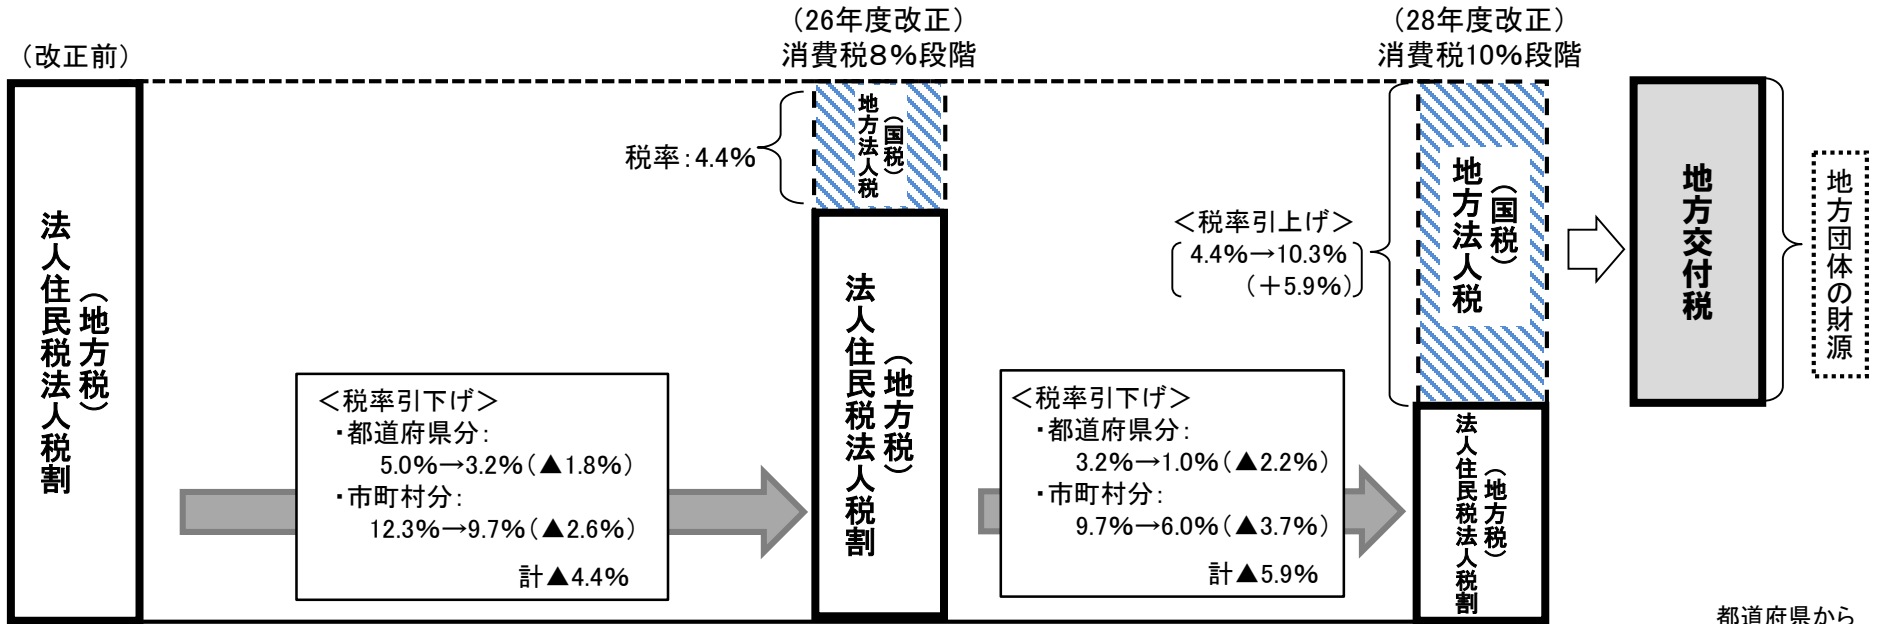 （改正前）
法人住民税法人税割
（地方税）
＜税率引下げ＞
・都道府県分：
5.0%→3.2%（▲1.8%）
・市町村分：
12.3%→9.7%（▲2.6%）
計▲4.4%
（26年度改正）
消費税８％段階
税率：4.4%
地方法人税
（国税）
法人住民税法人税割
（地方税）
＜税率引下げ＞
・都道府県分：
3.2%→1.0%（▲2.2%）
・市町村分：
9.7%→6.0%（▲3.7%）
計▲5.9%
（28年度改正）
消費税10%段階
＜税率引上げ＞
4.4%→10.3%
（＋5.9%）
地方法人税
（国税）
法人住民税法人税割
（地方税）
地方交付税
地方団体の財源
都道府県から